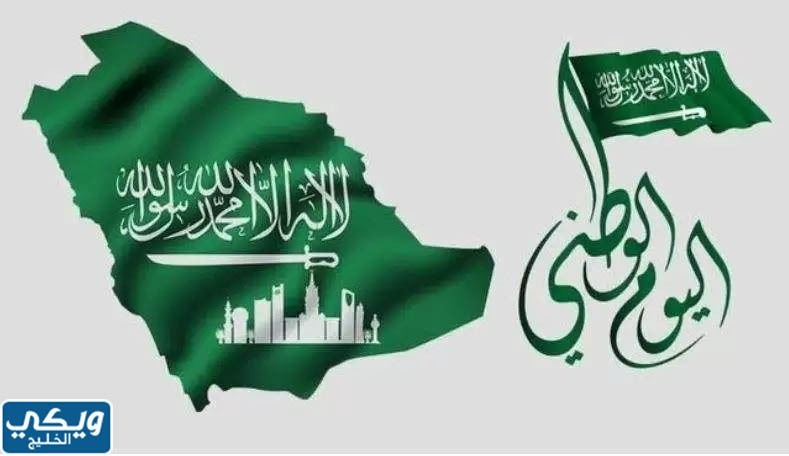 لا إله إلا الله محمد رسول الله
لا إله إلا الله محمد رسول الله
اليوم الوطني
ويكي
الخليج